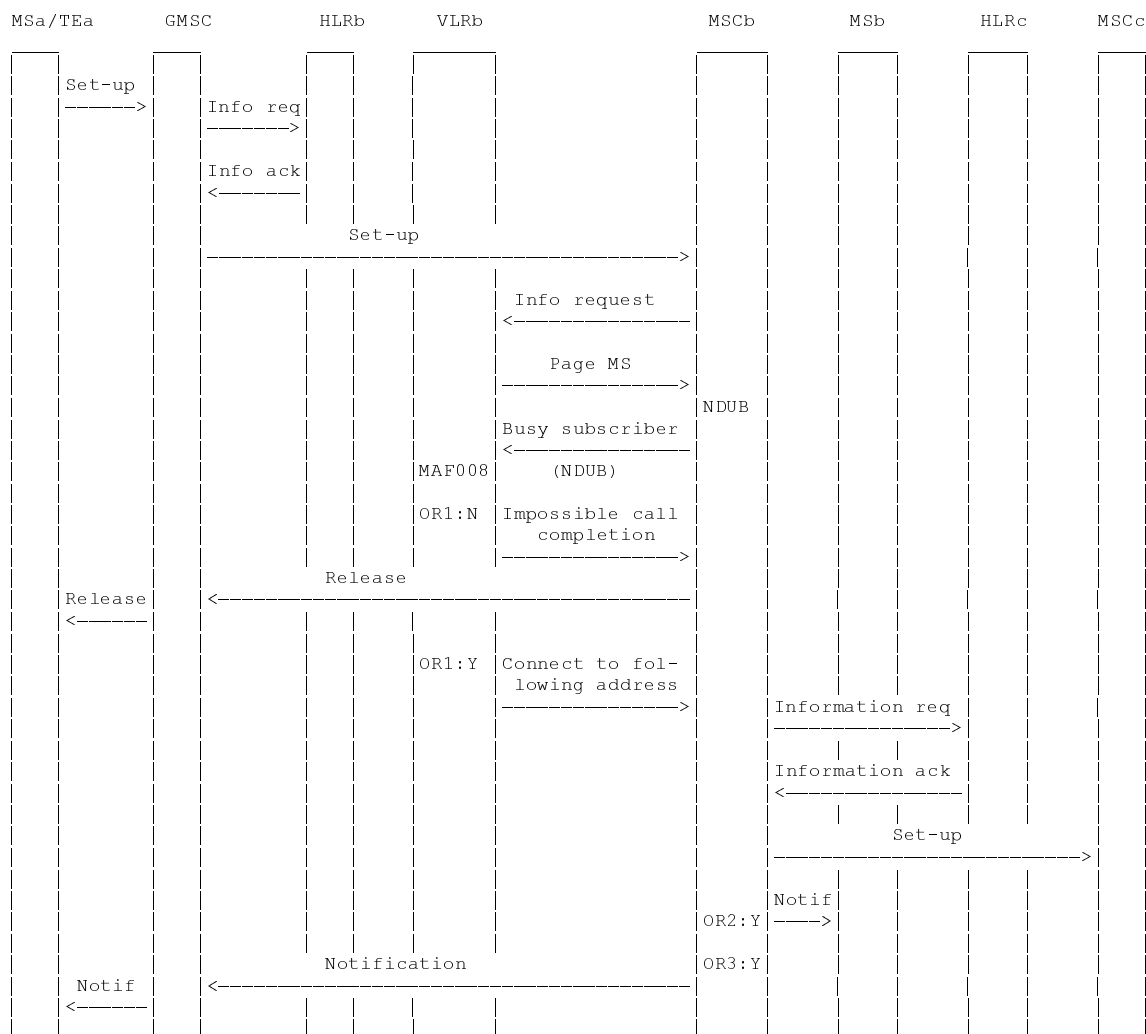 MSa/TEa GMSC HLRb VLRb MSCb MSb HLRc MSCc
Set-up
Info req
Info ack
Set-up
Info request
Page MS
NDUB
Busy subscriber
MAF008 (NDUB)
OR1:N Impossible call
completion
Release
Release
OR1:Y Connect to fol-
lowing address
Information req
Information ack
Set-up
Notif
OR2:Y
Notification OR3:Y
Notif